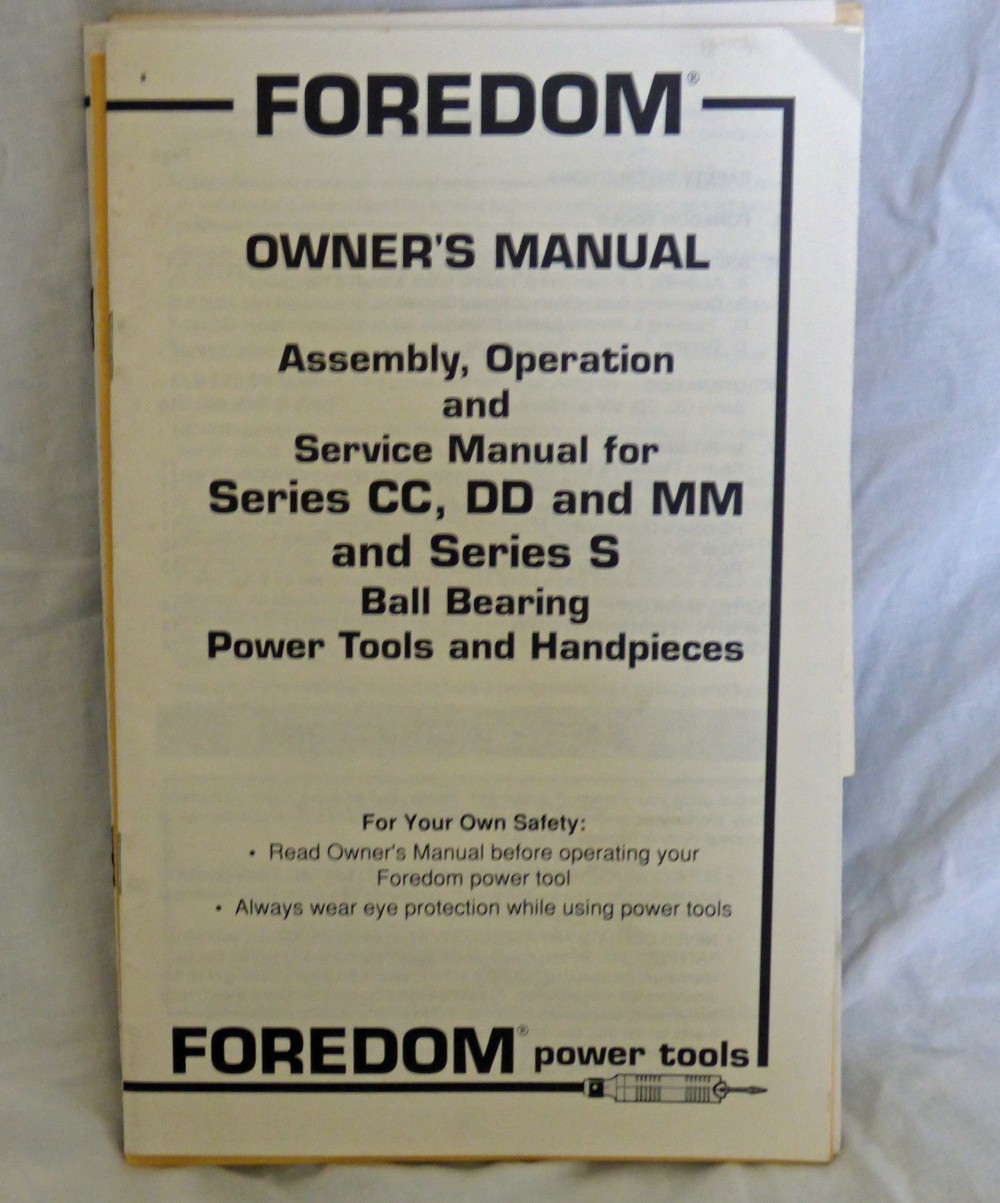 FOREDOM®
OWNER'S MANUAL
Assembly, Operation
and
Service Manual for
Series CC, DD and MM
and Series S
Ball Bearing
Power Tools and Handpieces
For Your Own Safety:
• Read Owner's Manual before operating your
Foredom power tool
• Always wear eye protection while using power tools
FOREDOM® power tools